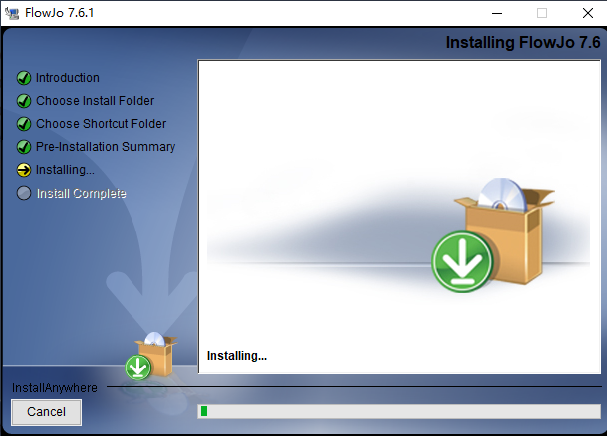 FlowJo 7.6.1
Installing FlowJo 7.6
Introduction
Choose Install Folder
Choose Shortcut Folder
Pre-Installation Summary
Installing...
Install Complete
Installing...
InstallAnywhere
Cancel